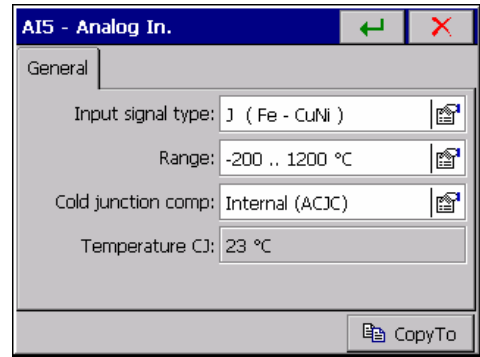 AI5 - Analog In.
General
Input signal type: J ( Fe - CuNi )
Range: -200 .. 1200 °C
Cold junction comp: Internal (ACJC)
Temperature CJ: 23 °C
CopyTo